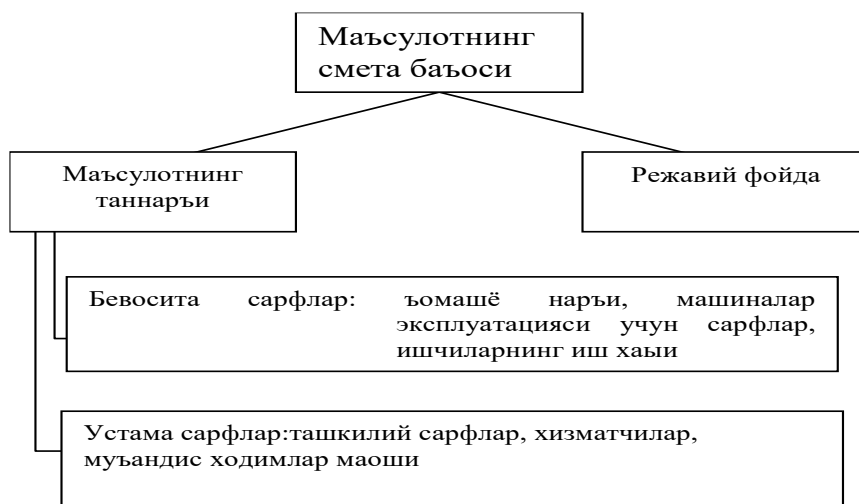 Маъсулотнинг
смета баъоси
Маъсулотнинг
таннаръи
Режавий фойда
Бевосита сарфлар: ъомашё наръи, машиналар
эксплуатацияси учун сарфлар,
ишчиларнинг иш хаыи
Устама сарфлар:ташкилий сарфлар, хизматчилар,
муъандис ходимлар маоши